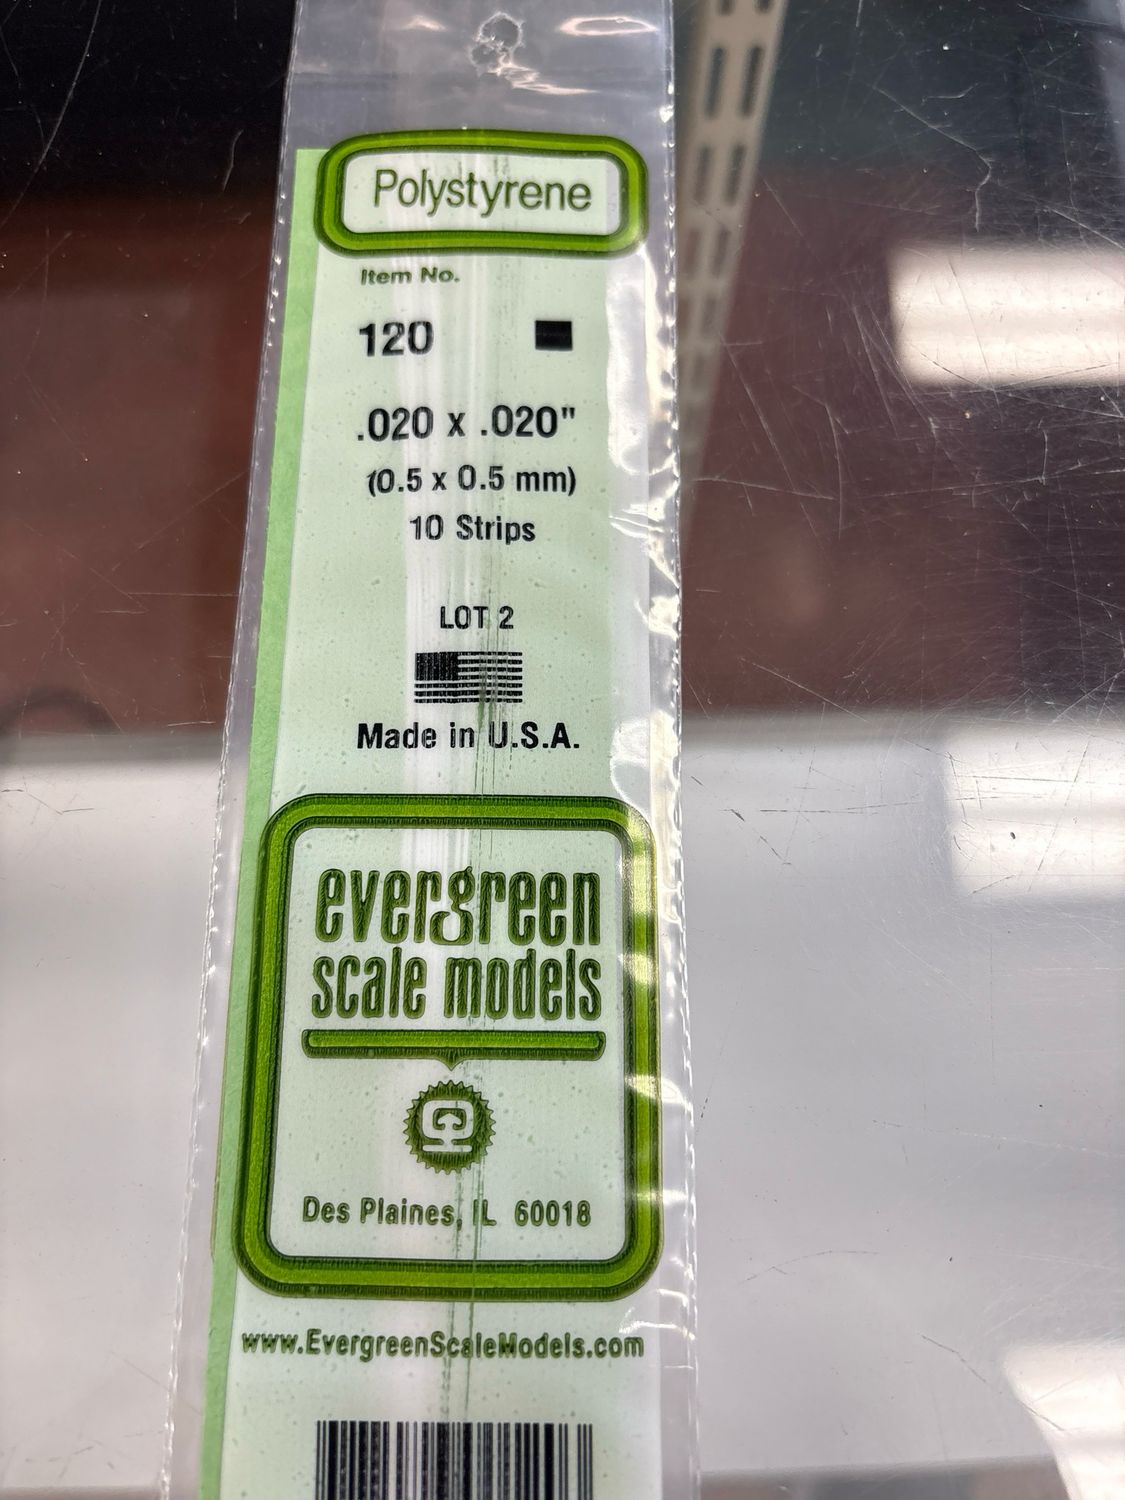 Polystyrene
Item No.
120
.020 x .020"
(0.5 x 0.5 mm)
10 Strips
LOT 2
Made in U.S.A.
evergreen
scale models
Des Plaines, IL 60018
www.EvergreenScaleModels.com